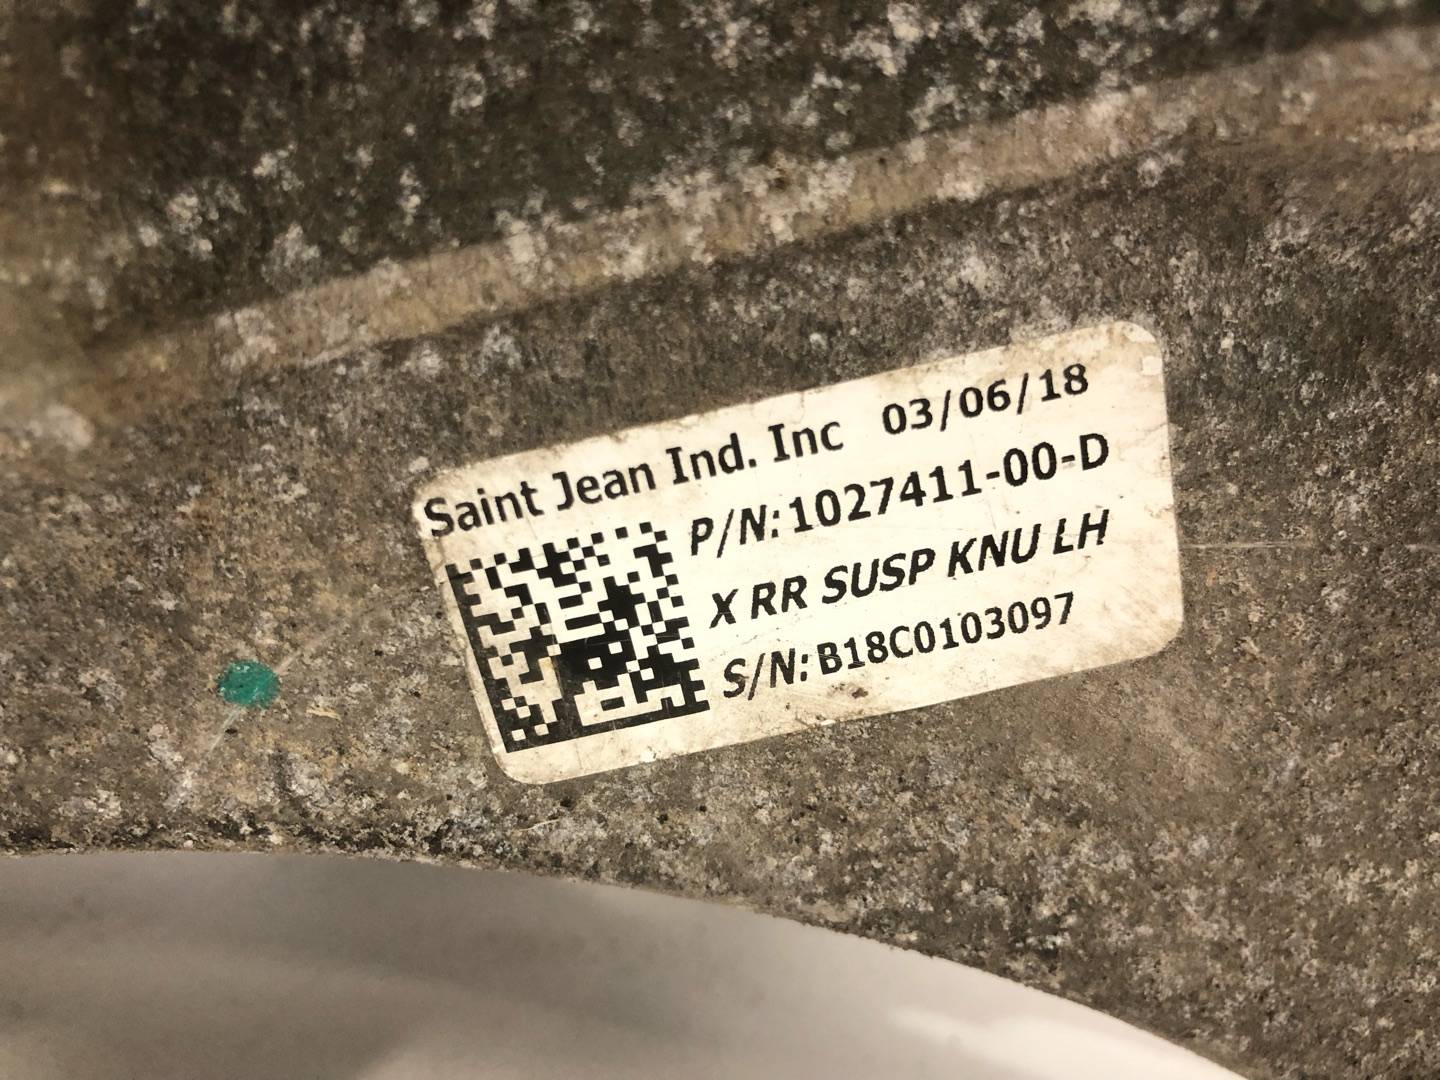 Saint Jean Ind. Inc 03/06/18
P/N: 1027411-00-D
X RR SUSP KNU LH
S/N: B18C0103097